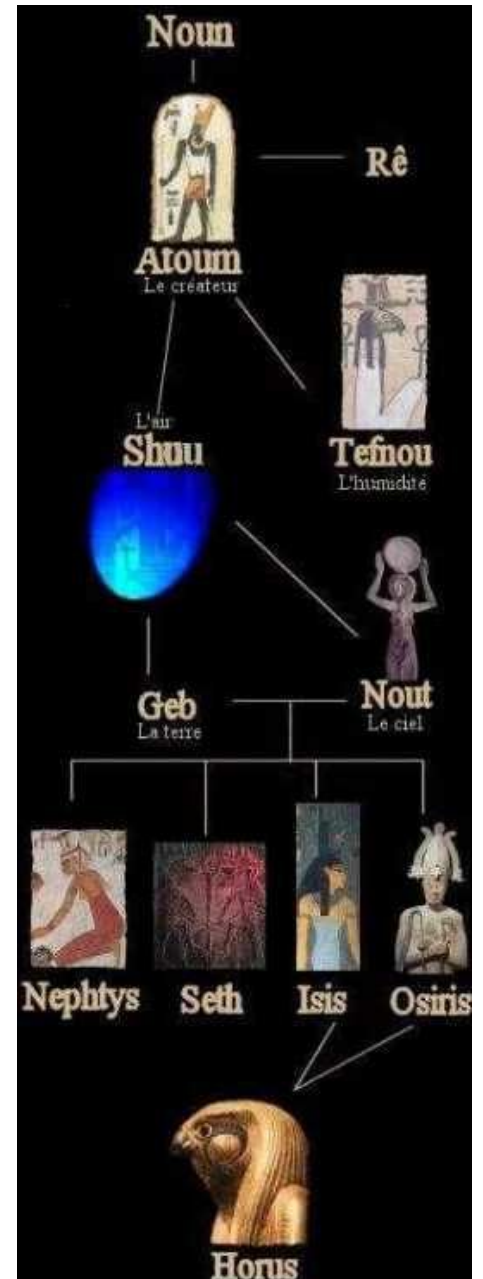 Noun
Rê
Atoum
Le créateur
L'air
Shuu
Tefnou
L'humidité
Nout
Le ciel
Geb
La terre
Nephtys Seth Isis Osiris
Horus